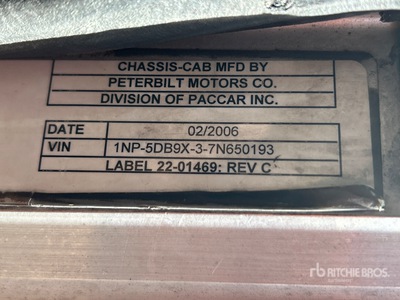 CHASSIS-CAB MFD BY
PETERBILT MOTORS CO.
DIVISION OF PACCAR INC.
DATE 02/2006
VIN 1NP-5DB9X-3-7N650193
LABEL 22-01469: REV C
rb RITCHIE BROS.